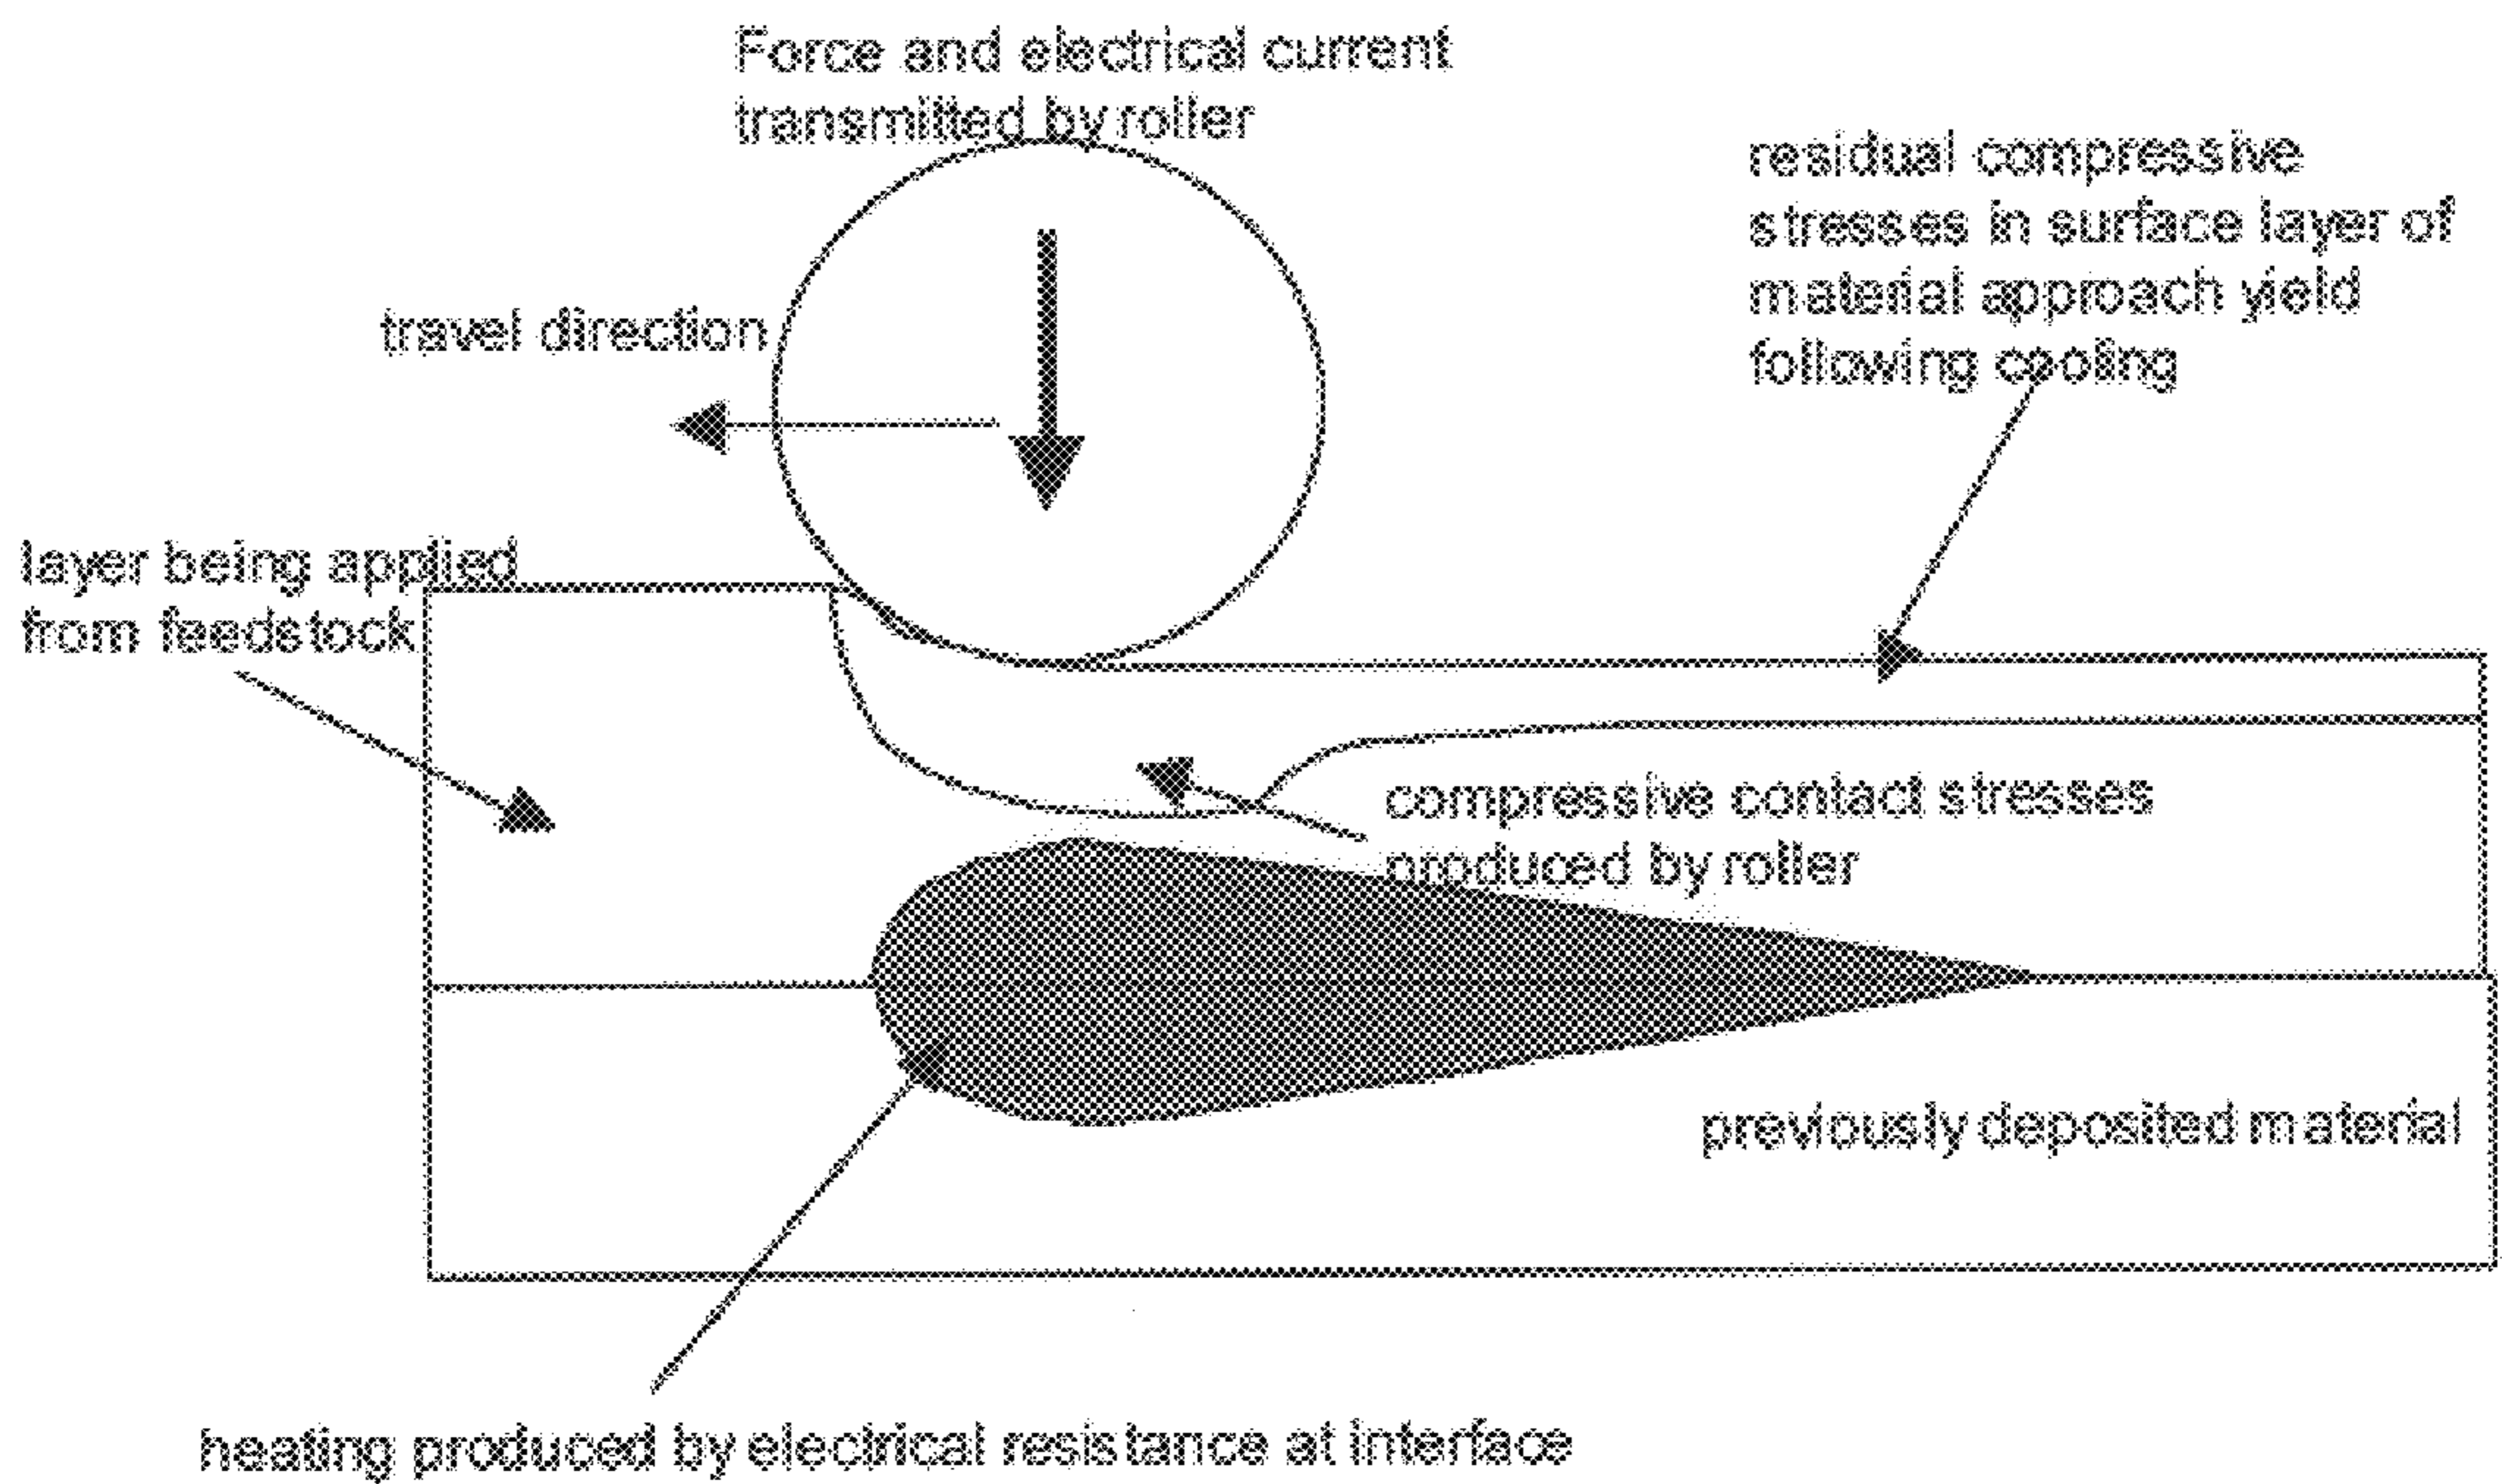 Force and electrical current
transmitted by roller
residual compressive
stresses in surface layer of
material approach yield
following cooling
travel direction
layer being applied
from feedstock
compressive contact stresses
produced by roller
previously deposited material
heating produced by electrical resistance at interface